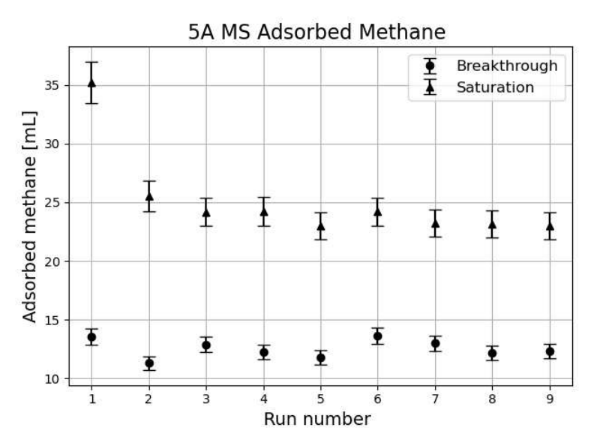 5A MS Adsorbed Methane
Breakthrough
Saturation
Adsorbed methane [mL]
35
30
25
20
15
10
1 2 3 4 5 6 7 8 9
Run number